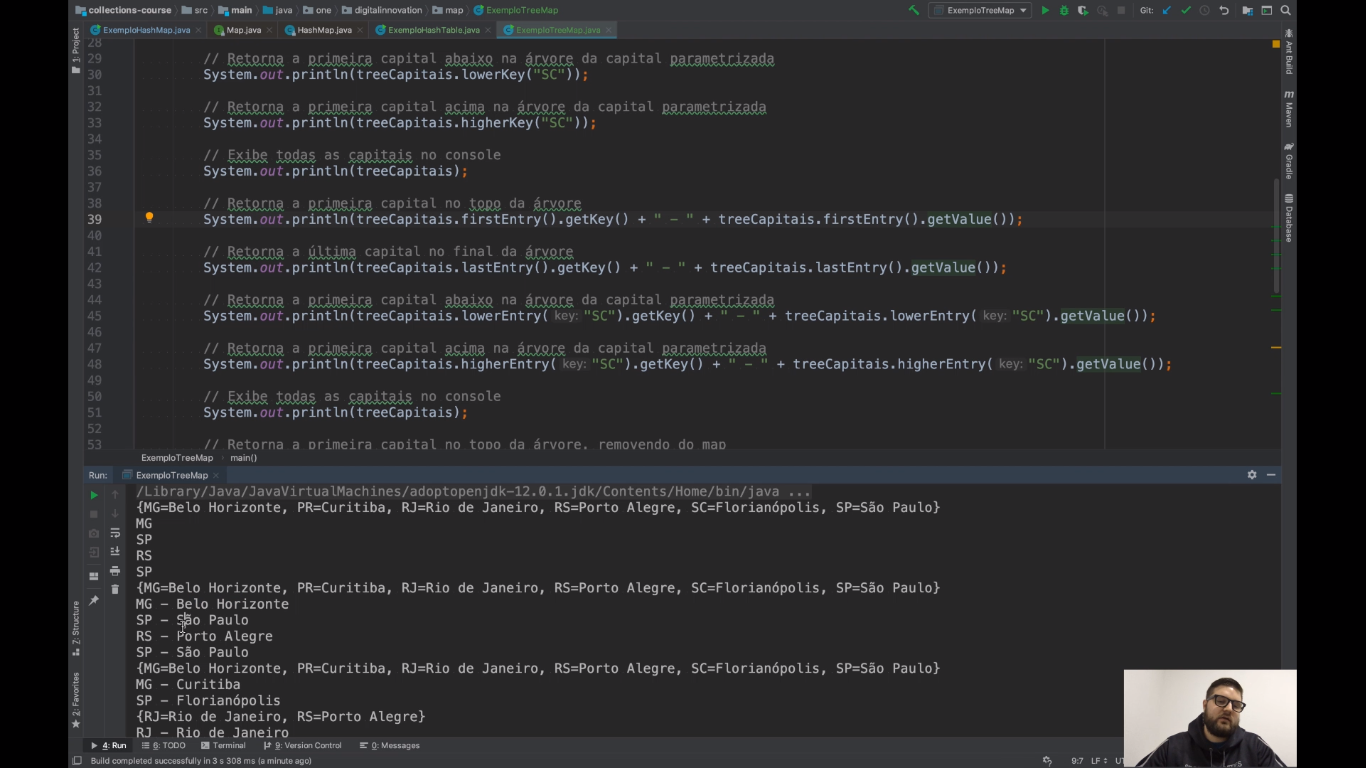 collections-course src main java one digitalinnovation map ExemploTreeMap ExemploTreeMap Git:
ExemploHashMap.java Map.java HashMap.java ExemploHashTable.java ExemploTreeMap.java
1: Project
28
29 // Retorna a primeira capital abaixo na árvore da capital parametrizada
30 System.out.println(treeCapitais.lowerKey("SC"));
31
32 // Retorna a primeira capital acima na árvore da capital parametrizada
33 System.out.println(treeCapitais.higherKey("SC"));
34
35 // Exibe todas as capitais no console
36 System.out.println(treeCapitais);
37
38 // Retorna a primeira capital no topo da árvore
39 System.out.println(treeCapitais.firstEntry().getKey() + " - " + treeCapitais.firstEntry().getValue());
40
41 // Retorna a última capital no final da árvore
42 System.out.println(treeCapitais.lastEntry().getKey() + " - " + treeCapitais.lastEntry().getValue());
43
44 // Retorna a primeira capital abaixo na árvore da capital parametrizada
45 System.out.println(treeCapitais.lowerEntry( key: "SC").getKey() + " - " + treeCapitais.lowerEntry( key: "SC").getValue());
46
47 // Retorna a primeira capital acima na árvore da capital parametrizada
48 System.out.println(treeCapitais.higherEntry( key: "SC").getKey() + " - " + treeCapitais.higherEntry( key: "SC").getValue());
49
50 // Exibe todas as capitais no console
51 System.out.println(treeCapitais);
52
53 // Retorna a primeira capital no topo da árvore, removendo do map
Ant Build
Maven
Gradle
Database
ExemploTreeMap main()
Run: ExemploTreeMap
/Library/Java/JavaVirtualMachines/adoptopenjdk-12.0.1.jdk/Contents/Home/bin/java ...
{MG=Belo Horizonte, PR=Curitiba, RJ=Rio de Janeiro, RS=Porto Alegre, SC=Florianópolis, SP=São Paulo}
MG
SP
RS
SP
{MG=Belo Horizonte, PR=Curitiba, RJ=Rio de Janeiro, RS=Porto Alegre, SC=Florianópolis, SP=São Paulo}
MG - Belo Horizonte
SP - São Paulo
RS - Porto Alegre
SP - São Paulo
{MG=Belo Horizonte, PR=Curitiba, RJ=Rio de Janeiro, RS=Porto Alegre, SC=Florianópolis, SP=São Paulo}
MG - Curitiba
SP - Florianópolis
{RJ=Rio de Janeiro, RS=Porto Alegre}
RJ - Rio de Janeiro
7: Structure
2: Favorites
4: Run 6: TODO Terminal 9: Version Control 0: Messages
Build completed successfully in 3 s 308 ms (a minute ago) 9:7 LF